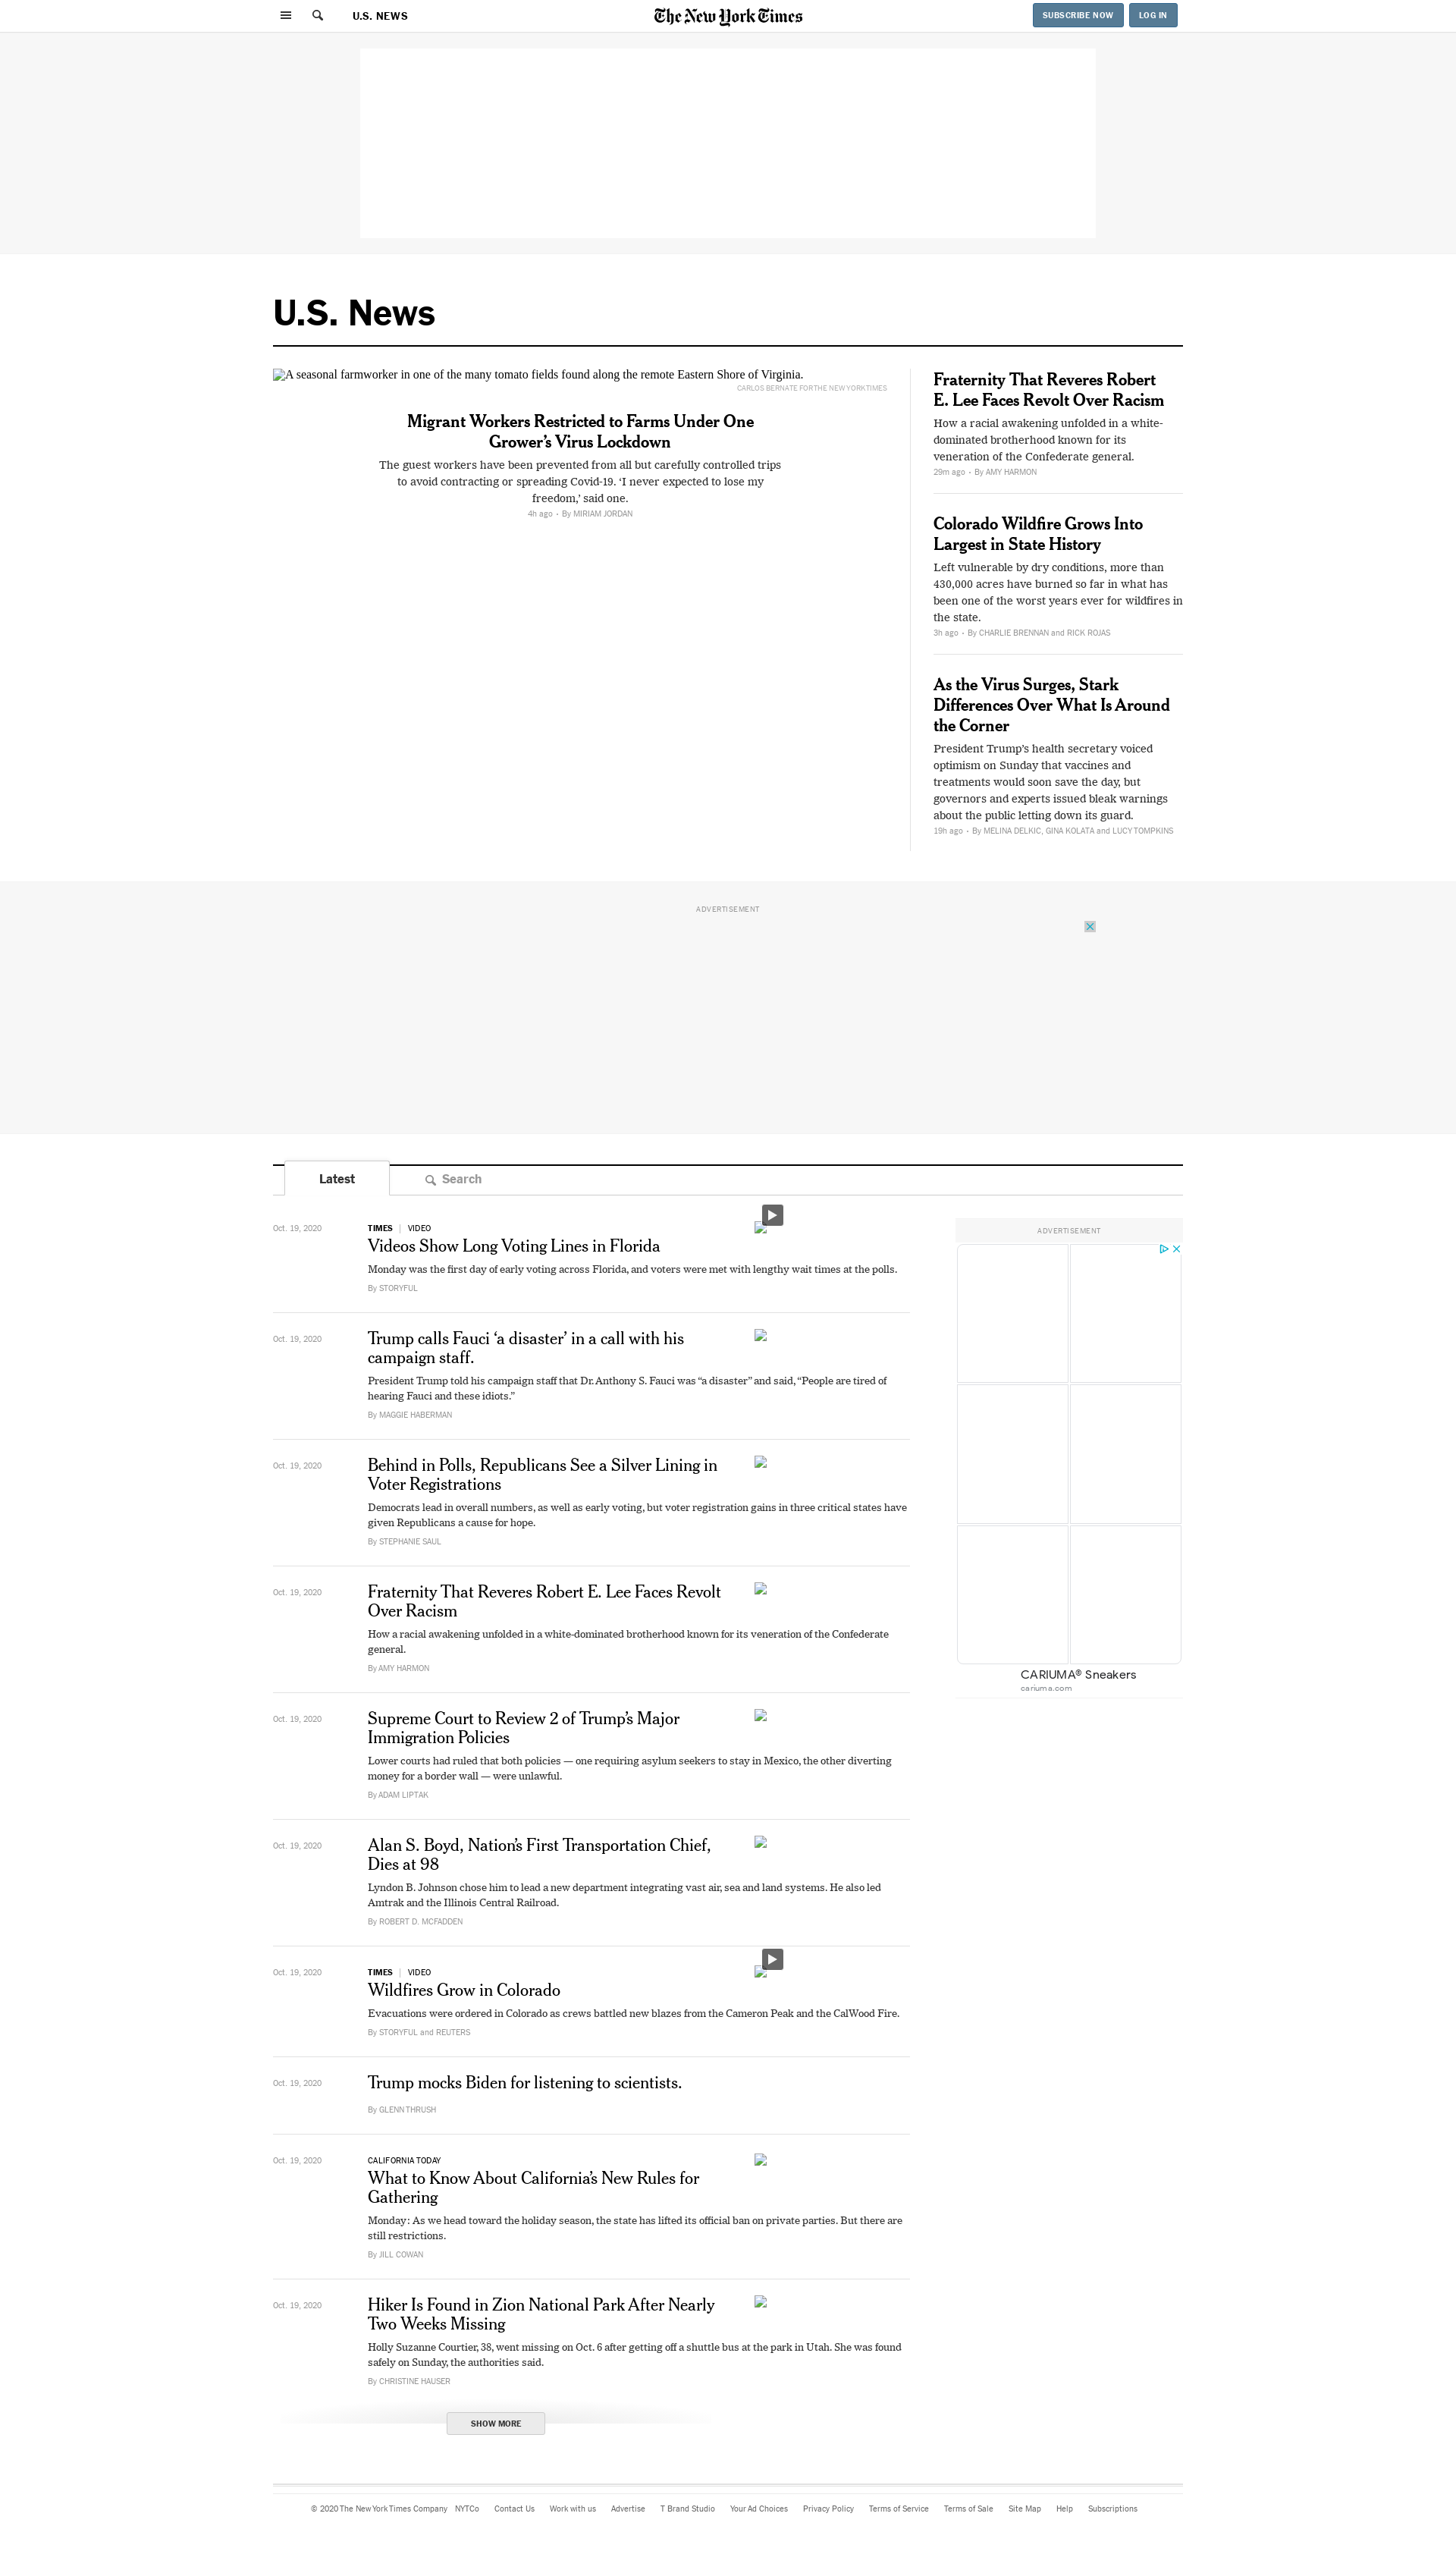 U.S. NEWS
The New York Times
SUBSCRIBE NOW
LOG IN
U.S. News
A seasonal farmworker in one of the many tomato fields found along the remote Eastern Shore of Virginia.
CARLOS BERNATE FOR THE NEW YORK TIMES
Migrant Workers Restricted to Farms Under One
Grower’s Virus Lockdown
The guest workers have been prevented from all but carefully controlled trips
to avoid contracting or spreading Covid-19. ‘I never expected to lose my
freedom,’ said one.
4h ago • By MIRIAM JORDAN
Fraternity That Reveres Robert
E. Lee Faces Revolt Over Racism
How a racial awakening unfolded in a white-
dominated brotherhood known for its
veneration of the Confederate general.
29m ago • By AMY HARMON
Colorado Wildfire Grows Into
Largest in State History
Left vulnerable by dry conditions, more than
430,000 acres have burned so far in what has
been one of the worst years ever for wildfires in
the state.
3h ago • By CHARLIE BRENNAN and RICK ROJAS
As the Virus Surges, Stark
Differences Over What Is Around
the Corner
President Trump’s health secretary voiced
optimism on Sunday that vaccines and
treatments would soon save the day, but
governors and experts issued bleak warnings
about the public letting down its guard.
19h ago • By MELINA DELKIC, GINA KOLATA and LUCY TOMPKINS
ADVERTISEMENT
Latest
Search
Oct. 19, 2020
TIMES | VIDEO
Videos Show Long Voting Lines in Florida
Monday was the first day of early voting across Florida, and voters were met with lengthy wait times at the polls.
By STORYFUL
Oct. 19, 2020
Trump calls Fauci ‘a disaster’ in a call with his
campaign staff.
President Trump told his campaign staff that Dr. Anthony S. Fauci was “a disaster” and said, “People are tired of
hearing Fauci and these idiots.”
By MAGGIE HABERMAN
Oct. 19, 2020
Behind in Polls, Republicans See a Silver Lining in
Voter Registrations
Democrats lead in overall numbers, as well as early voting, but voter registration gains in three critical states have
given Republicans a cause for hope.
By STEPHANIE SAUL
Oct. 19, 2020
Fraternity That Reveres Robert E. Lee Faces Revolt
Over Racism
How a racial awakening unfolded in a white-dominated brotherhood known for its veneration of the Confederate
general.
By AMY HARMON
Oct. 19, 2020
Supreme Court to Review 2 of Trump’s Major
Immigration Policies
Lower courts had ruled that both policies — one requiring asylum seekers to stay in Mexico, the other diverting
money for a border wall — were unlawful.
By ADAM LIPTAK
Oct. 19, 2020
Alan S. Boyd, Nation’s First Transportation Chief,
Dies at 98
Lyndon B. Johnson chose him to lead a new department integrating vast air, sea and land systems. He also led
Amtrak and the Illinois Central Railroad.
By ROBERT D. MCFADDEN
Oct. 19, 2020
TIMES | VIDEO
Wildfires Grow in Colorado
Evacuations were ordered in Colorado as crews battled new blazes from the Cameron Peak and the CalWood Fire.
By STORYFUL and REUTERS
Oct. 19, 2020
Trump mocks Biden for listening to scientists.
By GLENN THRUSH
Oct. 19, 2020
CALIFORNIA TODAY
What to Know About California’s New Rules for
Gathering
Monday: As we head toward the holiday season, the state has lifted its official ban on private parties. But there are
still restrictions.
By JILL COWAN
Oct. 19, 2020
Hiker Is Found in Zion National Park After Nearly
Two Weeks Missing
Holly Suzanne Courtier, 38, went missing on Oct. 6 after getting off a shuttle bus at the park in Utah. She was found
safely on Sunday, the authorities said.
By CHRISTINE HAUSER
SHOW MORE
ADVERTISEMENT
CARIUMA® Sneakers
cariuma.com
© 2020 The New York Times Company NYTCo Contact Us Work with us Advertise T Brand Studio Your Ad Choices Privacy Policy Terms of Service Terms of Sale Site Map Help Subscriptions